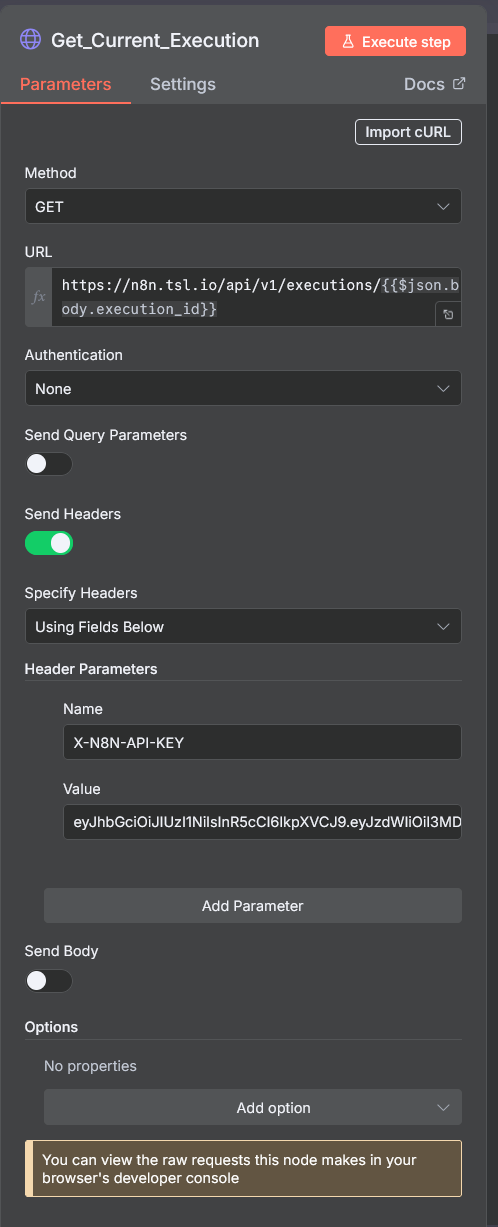 Get_Current_Execution
Execute step
Parameters
Settings
Docs
Import cURL
Method
GET
URL
fx
https://n8n.tsl.io/api/v1/executions/{{$json.b
ody.execution_id}}
Authentication
None
Send Query Parameters
Send Headers
Specify Headers
Using Fields Below
Header Parameters
Name
X-N8N-API-KEY
Value
eyJhbGciOiJIUzI1NiIsInR5cCI6IkpXVCJ9.eyJzdWIiOiI3MD
Add Parameter
Send Body
Options
No properties
Add option
You can view the raw requests this node makes in your
browser's developer console